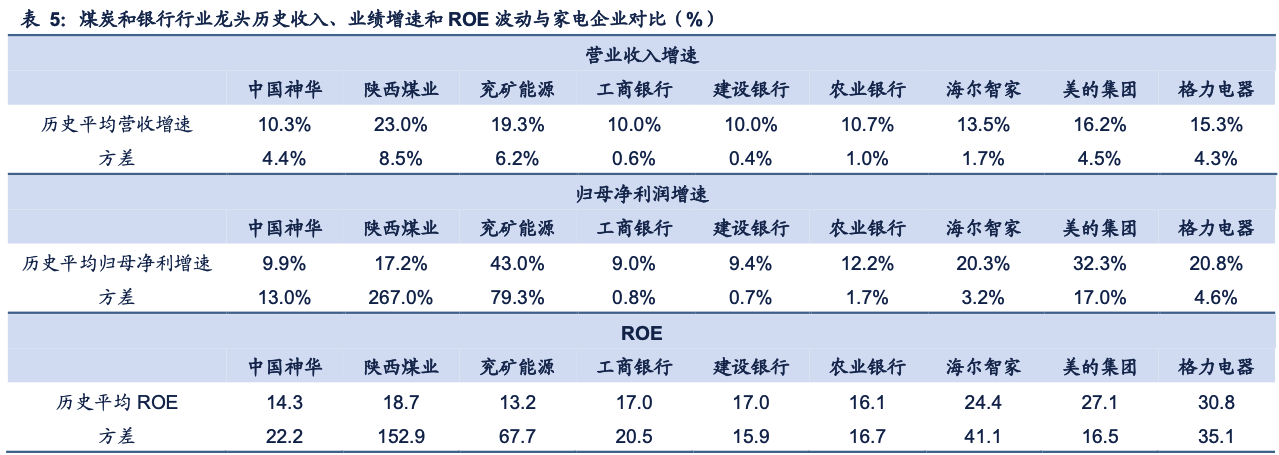 表 5: 煤炭和银行行业龙头历史收入、业绩增速和 ROE 波动与家电企业对比（%）
营业收入增速
中国神华 陕西煤业 兖矿能源 工商银行 建设银行 农业银行 海尔智家 美的集团 格力电器
历史平均营收增速 10.3% 23.0% 19.3% 10.0% 10.0% 10.7% 13.5% 16.2% 15.3%
方差 4.4% 8.5% 6.2% 0.6% 0.4% 1.0% 1.7% 4.5% 4.3%
归母净利润增速
中国神华 陕西煤业 兖矿能源 工商银行 建设银行 农业银行 海尔智家 美的集团 格力电器
历史平均归母净利增速 9.9% 17.2% 43.0% 9.0% 9.4% 12.2% 20.3% 32.3% 20.8%
方差 13.0% 267.0% 79.3% 0.8% 0.7% 1.7% 3.2% 17.0% 4.6%
ROE
中国神华 陕西煤业 兖矿能源 工商银行 建设银行 农业银行 海尔智家 美的集团 格力电器
历史平均 ROE 14.3 18.7 13.2 17.0 17.0 16.1 24.4 27.1 30.8
方差 22.2 152.9 67.7 20.5 15.9 16.7 41.1 16.5 35.1